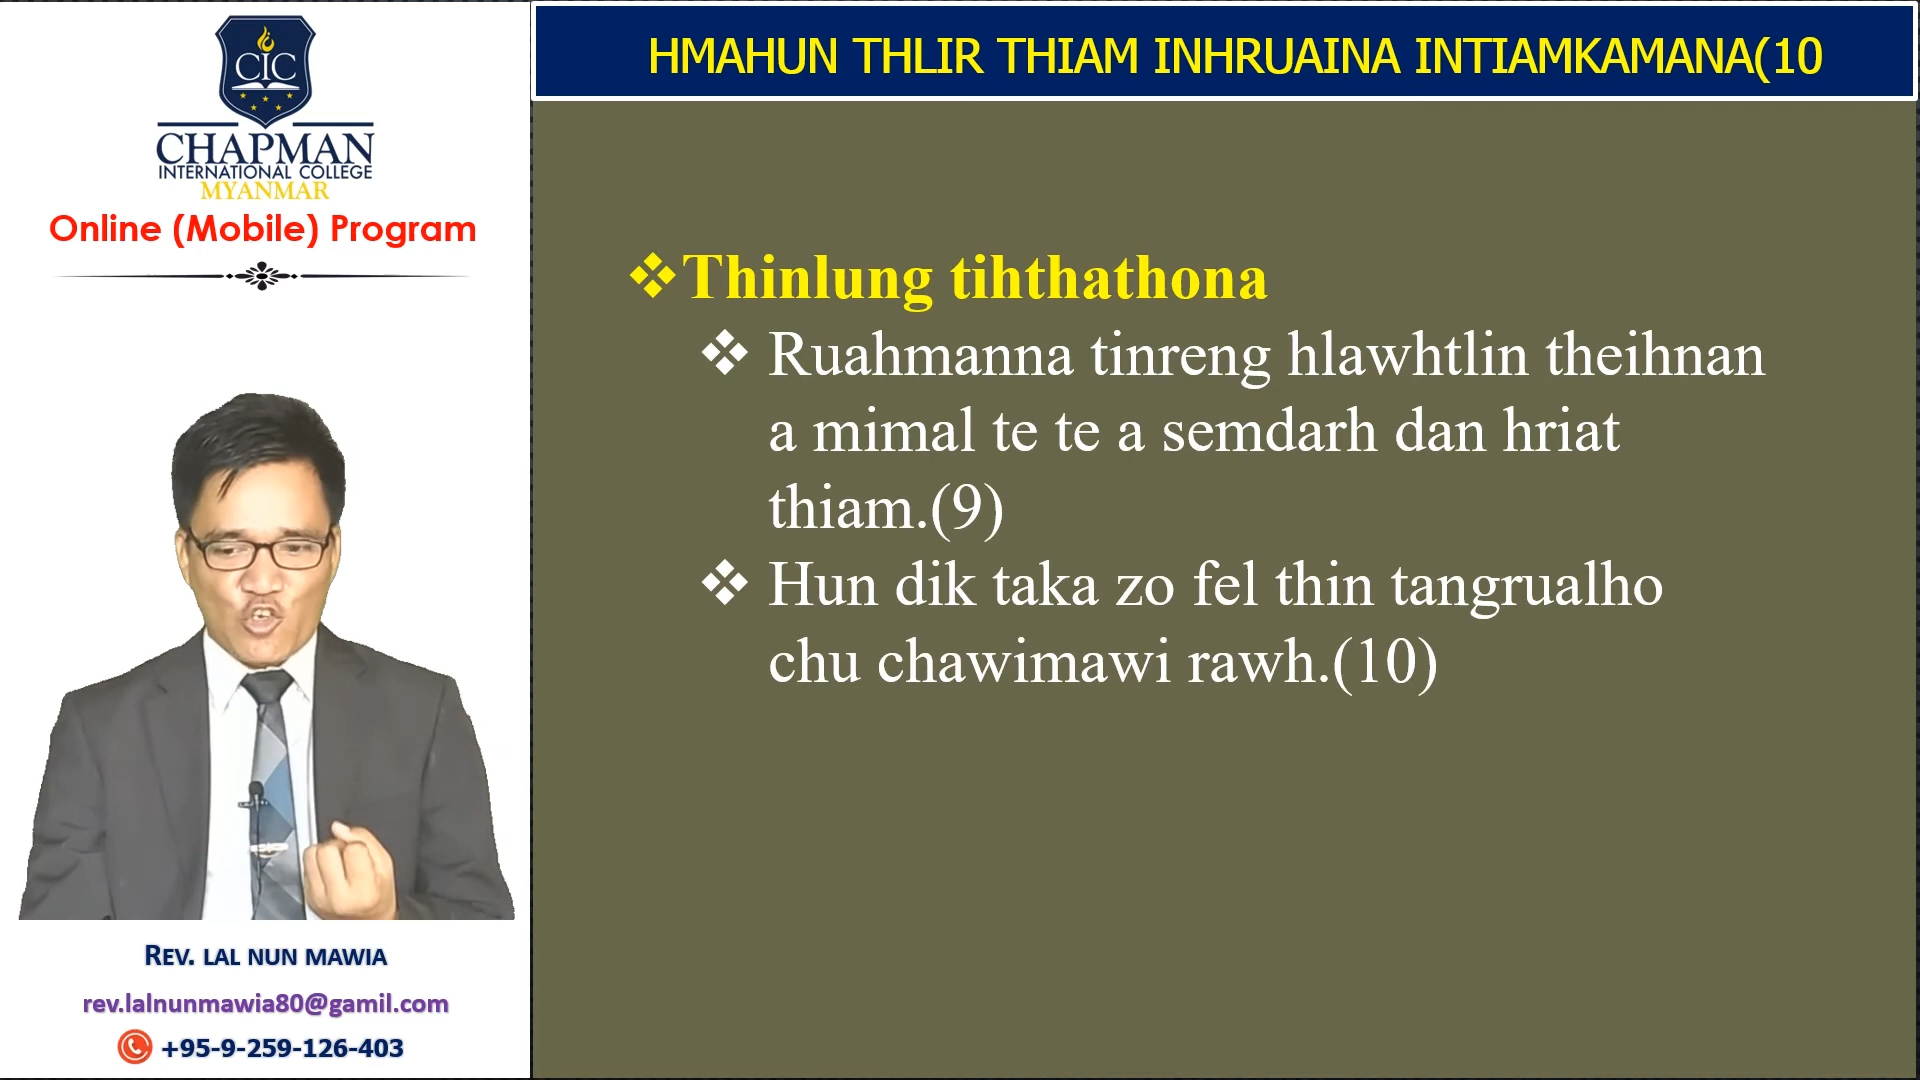 CIC
CHAPMAN
INTERNATIONAL COLLEGE
MYANMAR
Online (Mobile) Program
REV. LAL NUN MAWIA
rev.lalnunmawia80@gamil.com
+95-9-259-126-403
HMAHUN THLIR THIAM INHRUAINA INTIAMKAMANA(10
❖Thinlung tihthathona
❖ Ruahmanna tinreng hlawhtlin theihnan
a mimal te te a semdarh dan hriat
thiam.(9)
❖ Hun dik taka zo fel thin tangrualho
chu chawimawi rawh.(10)